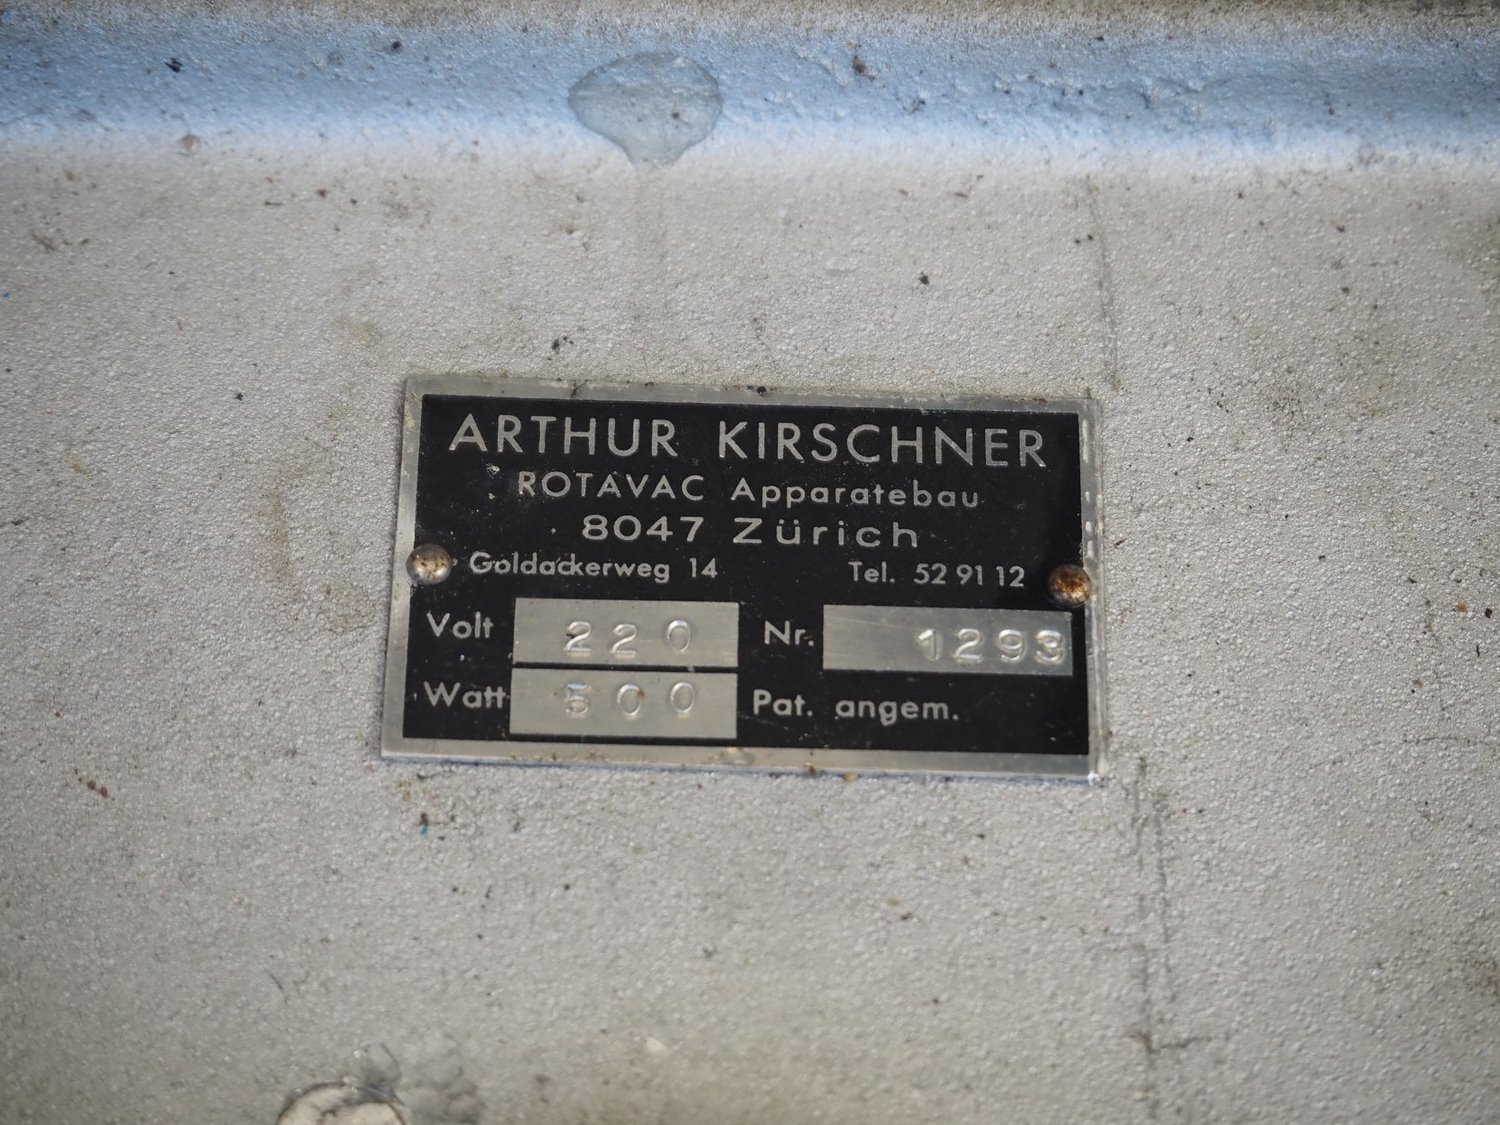 ARTHUR KIRSCHNER
ROTAVAC Apparatebau
8047 Zürich
Goldackerweg 14 Tel. 52 91 12
Volt 220 Nr. 1293
Watt 500 Pat. angem.